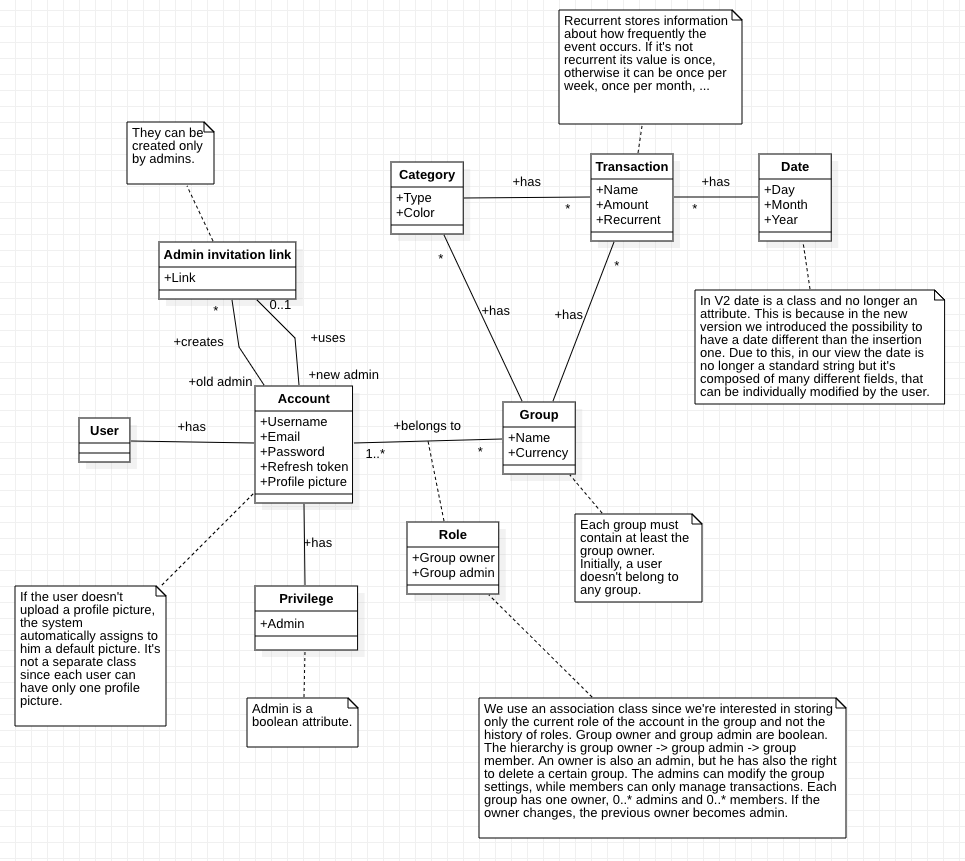 Recurrent stores information
about how frequently the
event occurs. If it's not
recurrent its value is once,
otherwise it can be once per
week, once per month, ...
They can be
created only
by admins.
Category
+Type
+Color
+has
*
Transaction
+Name
+Amount
+Recurrent
+has
*
Date
+Day
+Month
+Year
Admin invitation link
+Link
*
*
*
0..1
+creates
+uses
+has
+has
In V2 date is a class and no longer an
attribute. This is because in the new
version we introduced the possibility to
have a date different than the insertion
one. Due to this, in our view the date is
no longer a standard string but it's
composed of many different fields, that
can be individually modified by the user.
+old admin
+new admin
User
+has
Account
+Username
+Email
+Password
+Refresh token
+Profile picture
+belongs to
1..*
*
Group
+Name
+Currency
+has
Role
+Group owner
+Group admin
Each group must
contain at least the
group owner.
Initially, a user
doesn't belong to
any group.
If the user doesn't
upload a profile picture,
the system
automatically assigns to
him a default picture. It's
not a separate class
since each user can
have only one profile
picture.
Privilege
+Admin
Admin is a
boolean attribute.
We use an association class since we're interested in storing
only the current role of the account in the group and not the
history of roles. Group owner and group admin are boolean.
The hierarchy is group owner -> group admin -> group
member. An owner is also an admin, but he has also the right
to delete a certain group. The admins can modify the group
settings, while members can only manage transactions. Each
group has one owner, 0..* admins and 0..* members. If the
owner changes, the previous owner becomes admin.